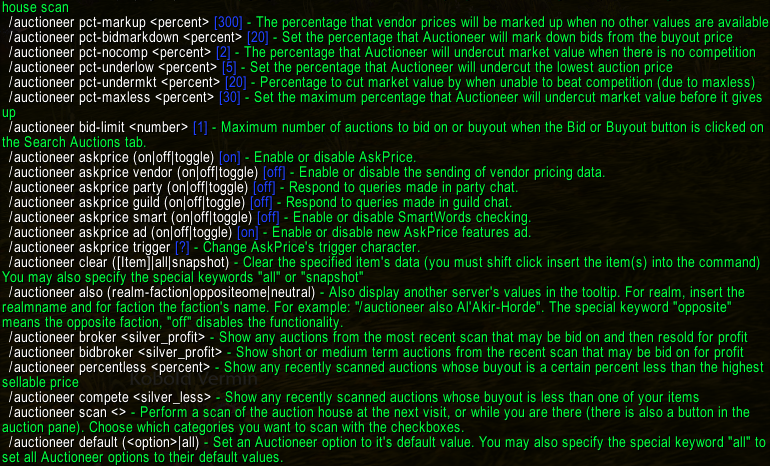 house scan
/auctioneer pct-markup <percent> [300] - The percentage that vendor prices will be marked up when no other values are available
/auctioneer pct-bidmarkdown <percent> [20] - Set the percentage that Auctioneer will mark down bids from the buyout price
/auctioneer pct-nocomp <percent> [2] - The percentage that Auctioneer will undercut market value when there is no competition
/auctioneer pct-underlow <percent> [5] - Set the percentage that Auctioneer will undercut the lowest auction price
/auctioneer pct-undermkt <percent> [20] - Percentage to cut market value by when unable to beat competition (due to maxless)
/auctioneer pct-maxless <percent> [30] - Set the maximum percentage that Auctioneer will undercut market value before it gives
up
/auctioneer bid-limit <number> [1] - Maximum number of auctions to bid on or buyout when the Bid or Buyout button is clicked on
the Search Auctions tab.
/auctioneer askprice (on|off|toggle) [on] - Enable or disable AskPrice.
/auctioneer askprice vendor (on|off|toggle) [off] - Enable or disable the sending of vendor pricing data.
/auctioneer askprice party (on|off|toggle) [off] - Respond to queries made in party chat.
/auctioneer askprice guild (on|off|toggle) [off] - Respond to queries made in guild chat.
/auctioneer askprice smart (on|off|toggle) [off] - Enable or disable SmartWords checking.
/auctioneer askprice ad (on|off|toggle) [on] - Enable or disable new AskPrice features ad.
/auctioneer askprice trigger [?] - Change AskPrice's trigger character.
/auctioneer clear ([Item]|all|snapshot) - Clear the specified item's data (you must shift click insert the item(s) into the command)
You may also specify the special keywords "all" or "snapshot"
/auctioneer also (realm-faction|oppositeome|neutral) - Also display another server's values in the tooltip. For realm, insert the
realmname and for faction the faction's name. For example: "/auctioneer also Al'Akir-Horde". The special keyword "opposite"
means the opposite faction, "off" disables the functionality.
/auctioneer broker <silver_profit> - Show any auctions from the most recent scan that may be bid on and then resold for profit
/auctioneer bidbroker <silver_profit> - Show short or medium term auctions from the recent scan that may be bid on for profit
/auctioneer percentless <percent> - Show any recently scanned auctions whose buyout is a certain percent less than the highest
sellable price
Kobold Vermin
/auctioneer compete <silver_less> - Show any recently scanned auctions whose buyout is less than one of your items
/auctioneer scan <> - Perform a scan of the auction house at the next visit, or while you are there (there is also a button in the
auction pane). Choose which categories you want to scan with the checkboxes.
/auctioneer default (<option>|all) - Set an Auctioneer option to it's default value. You may also specify the special keyword "all" to
set all Auctioneer options to their default values.